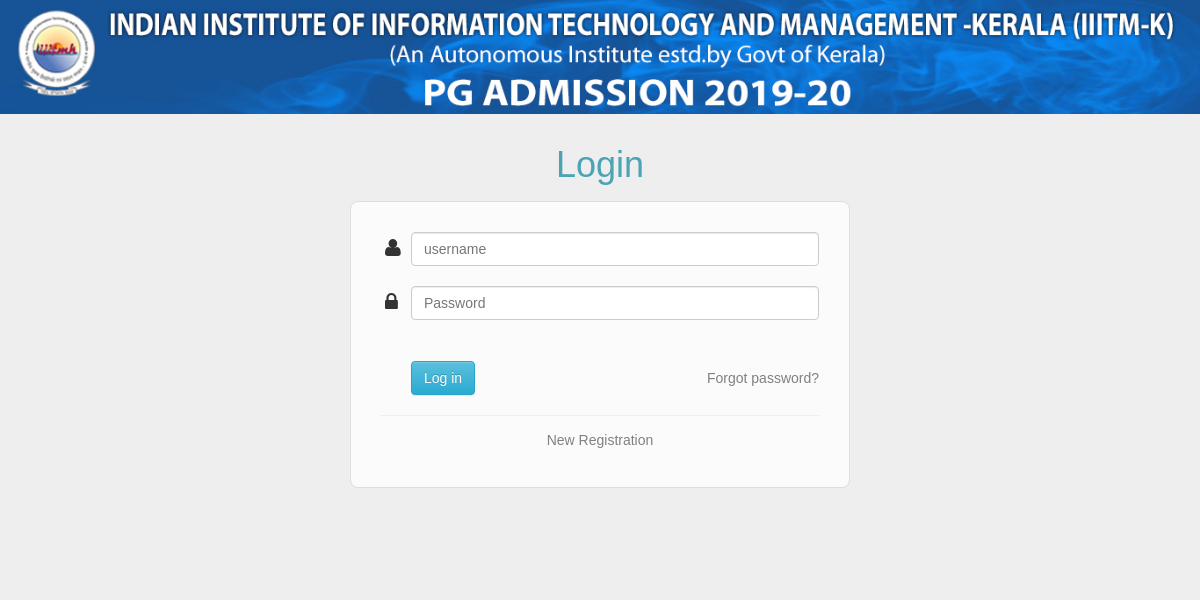 INDIAN INSTITUTE OF INFORMATION TECHNOLOGY AND MANAGEMENT -KERALA (IIITM-K)
(An Autonomous Institute estd.by Govt of Kerala)
PG ADMISSION 2019-20
Login
username
Password
Log in
Forgot password?
New Registration